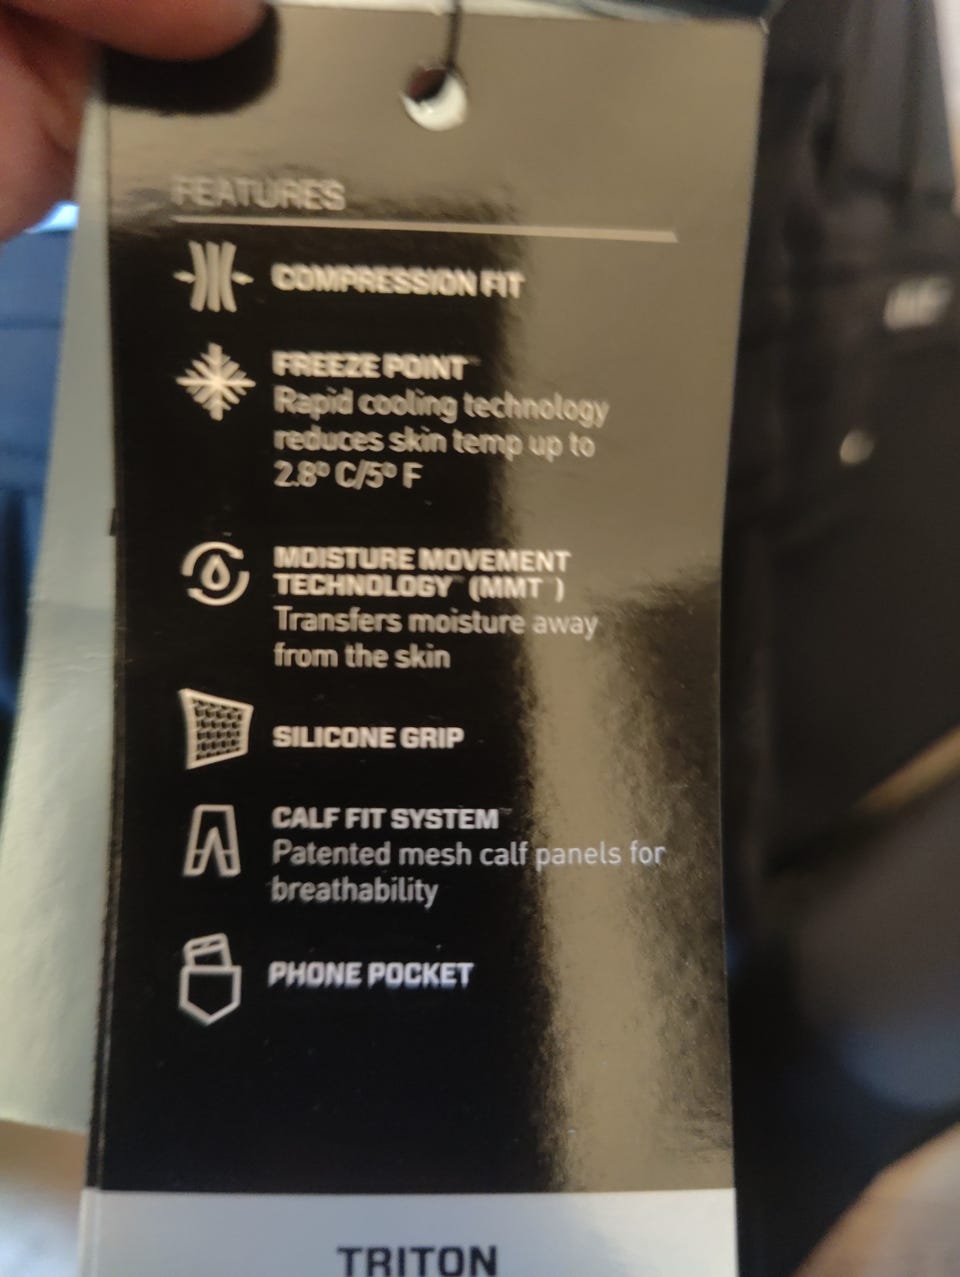 FEATURES
COMPRESSION FIT
FREEZE POINT™
Rapid cooling technology
reduces skin temp up to
2.8° C/5° F
MOISTURE MOVEMENT
TECHNOLOGY™ (MMT™)
Transfers moisture away
from the skin
SILICONE GRIP
CALF FIT SYSTEM™
Patented mesh calf panels for
breathability
PHONE POCKET
TRITON